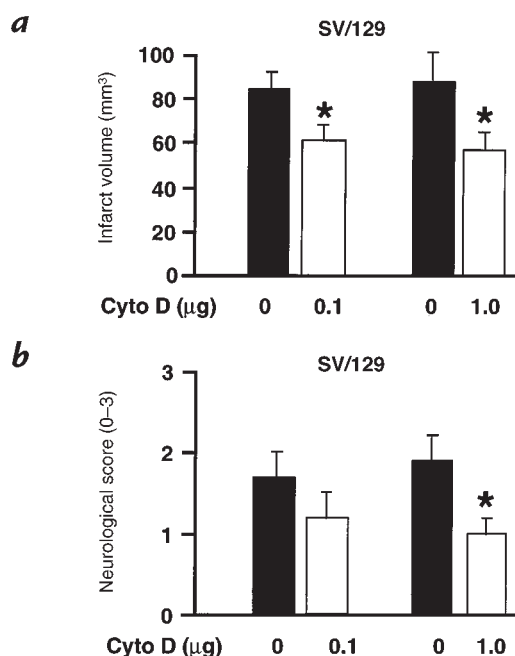 a
SV/129
Infarct volume (mm³)
100
80
60
40
20
0
*
*
Cyto D (μg) 0 0.1 0 1.0
b
SV/129
Neurological score (0–3)
3
2
1
0
*
Cyto D (μg) 0 0.1 0 1.0